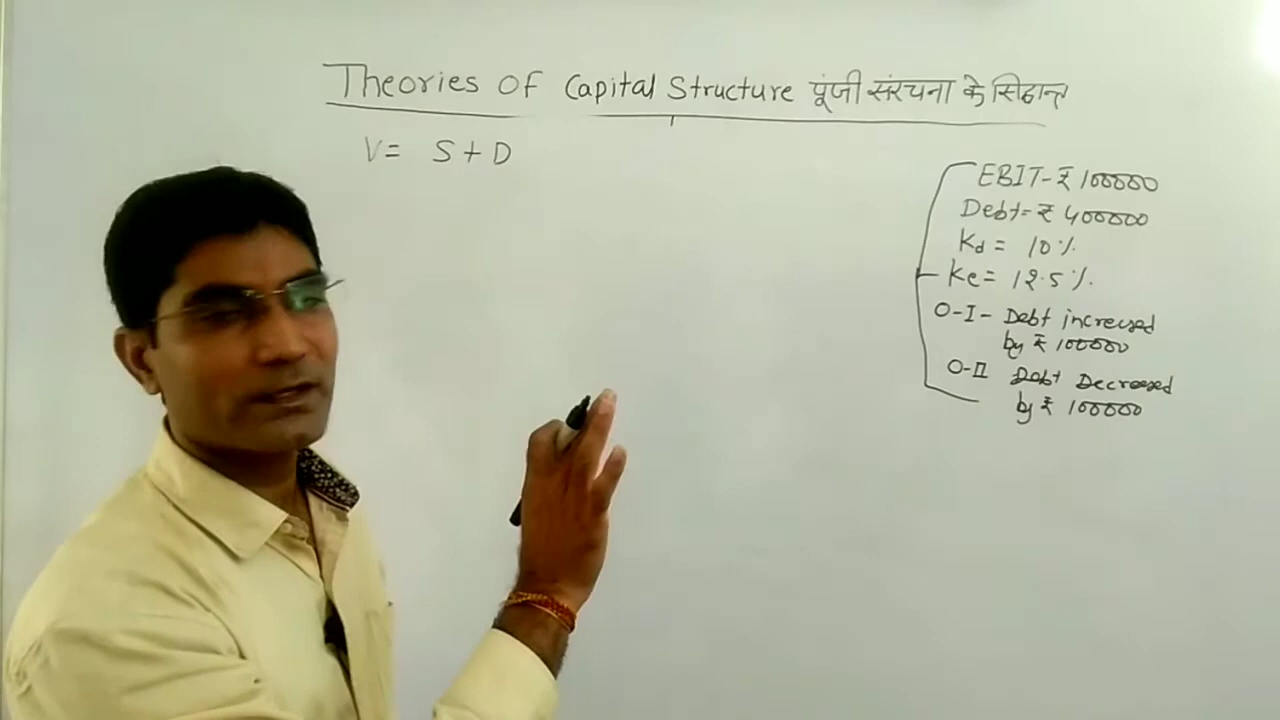 Theories Of Capital Structure पूंजी संरचना के सिद्धान्त
V = S + D
EBIT - ₹ 100000
Debt = ₹ 400000
Kd = 10%
Ke = 12.5%
O-I - Debt increased
by ₹ 100000
O-II Debt Decreased
by ₹ 100000